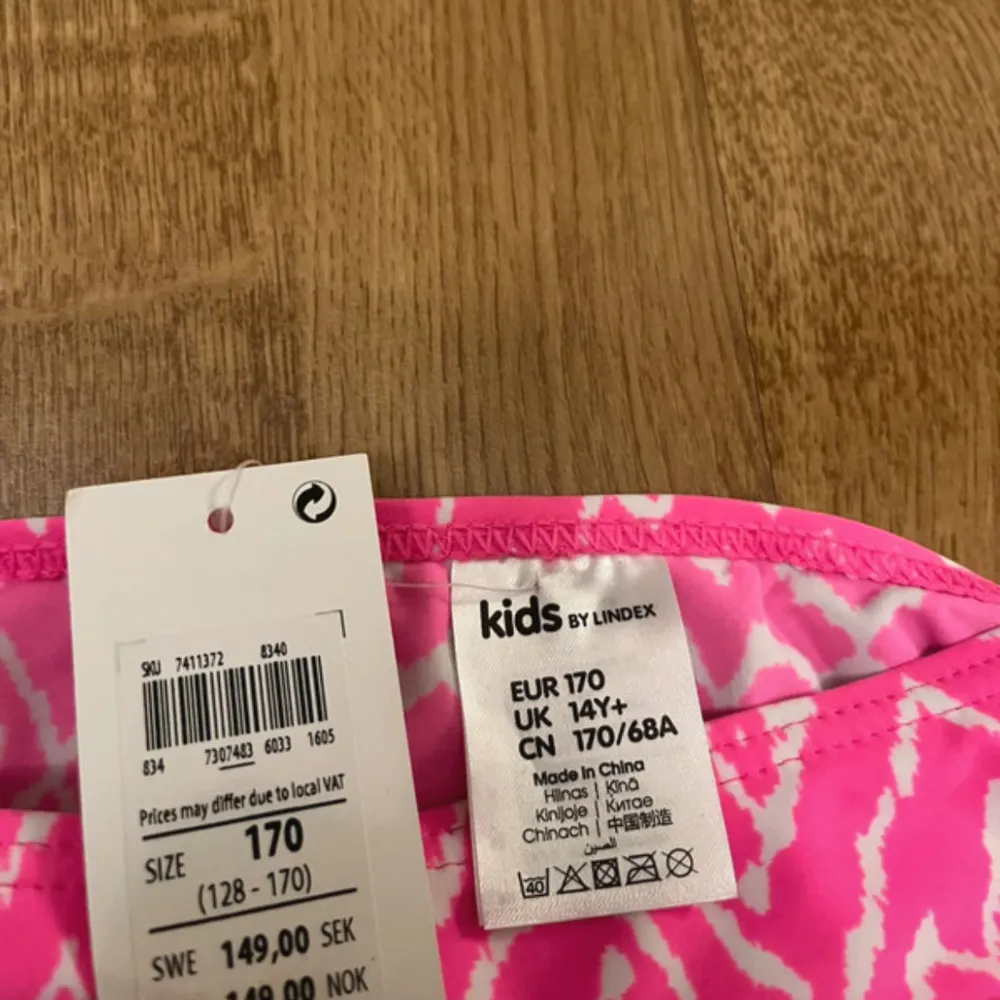 SKU 7411372 8340
834 7307483 6033 1605
Prices may differ due to local VAT
SIZE 170
(128 - 170)
SWE 149,00 SEK
149,00 NOK
kids BY LINDEX
EUR 170
UK 14Y+
CN 170/68A
Made in China
Hiinas | Ķīnā
Kinijoje | Китае
Chinach | 中国制造
الصين
40